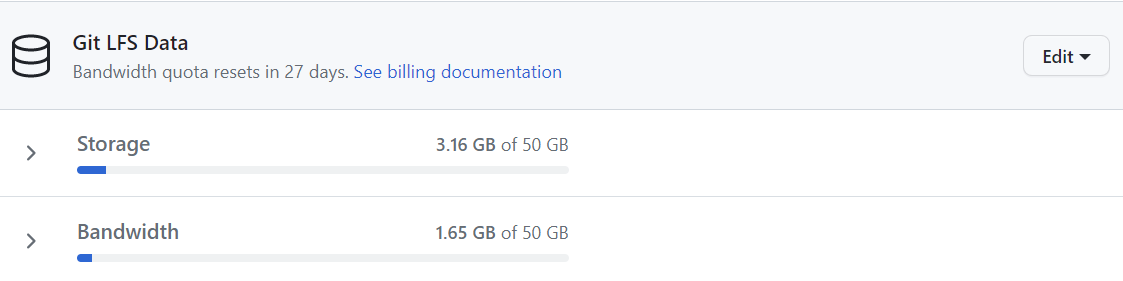 Git LFS Data
Bandwidth quota resets in 27 days. See billing documentation
Edit
Storage 3.16 GB of 50 GB
Bandwidth 1.65 GB of 50 GB